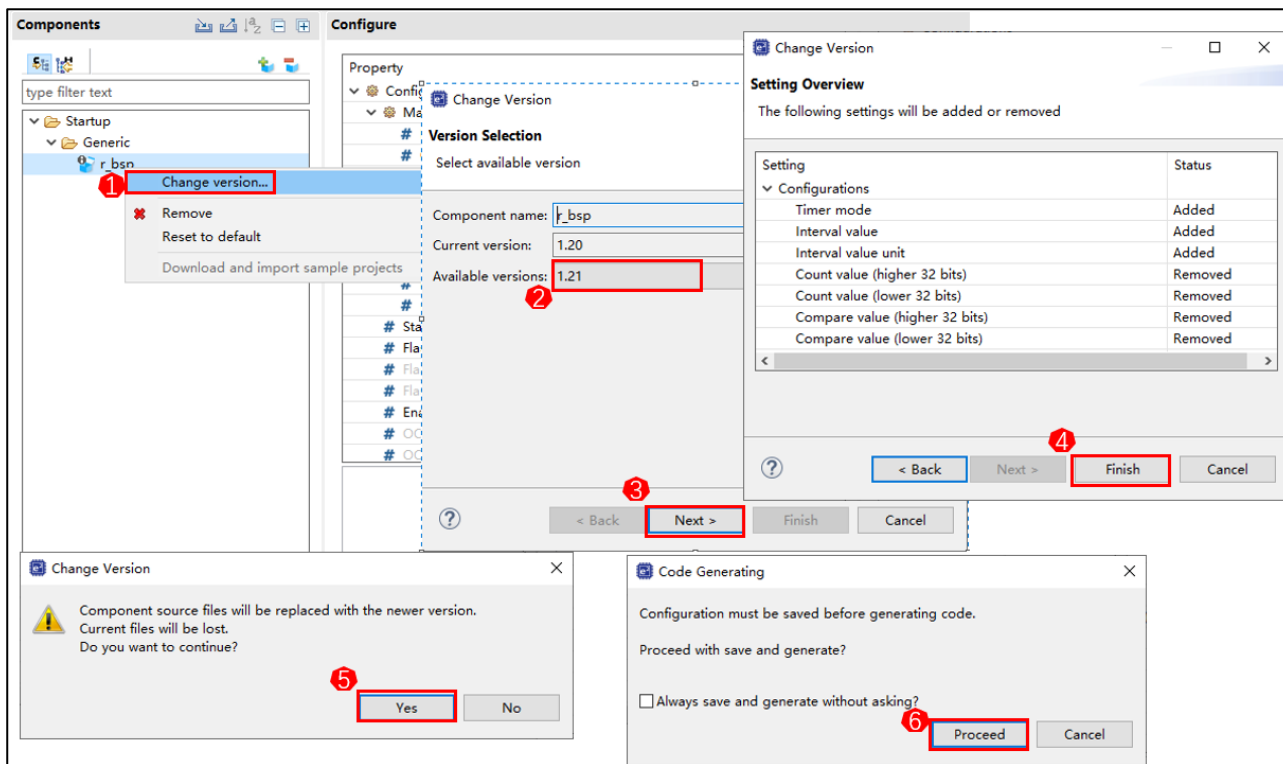 Components
Configure
type filter text
Startup
Generic
r_bsp
1
Change version...
Remove
Reset to default
Download and import sample projects
Property
# Sta
# Fla
# Fla
# Fla
# Ena
# OC
# OC
Change Version
Version Selection
Select available version
Component name: r_bsp
Current version: 1.20
Available versions: 1.21
2
3
? < Back Next > Finish Cancel
Change Version
Setting Overview
The following settings will be added or removed
Setting Status
Configurations
Timer mode Added
Interval value Added
Interval value unit Added
Count value (higher 32 bits) Removed
Count value (lower 32 bits) Removed
Compare value (higher 32 bits) Removed
Compare value (lower 32 bits) Removed
4
? < Back Next > Finish Cancel
Change Version
Component source files will be replaced with the newer version.
Current files will be lost.
Do you want to continue?
5
Yes No
Code Generating
Configuration must be saved before generating code.
Proceed with save and generate?
Always save and generate without asking?
6
Proceed Cancel